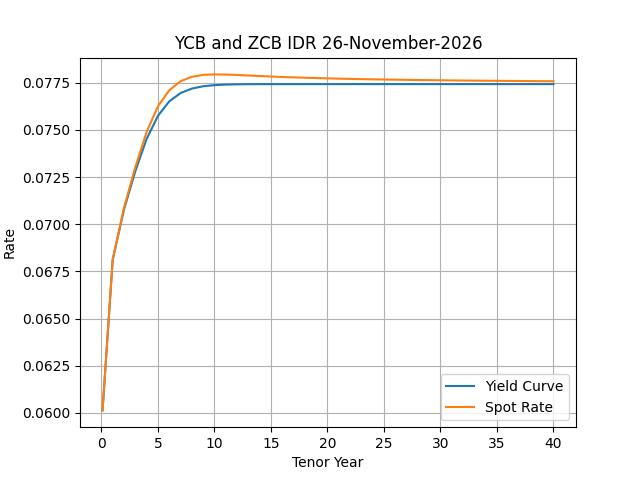 YCB and ZCB IDR 26-November-2026
0.0775
0.0750
0.0725
0.0700
0.0675
0.0650
0.0625
0.0600
Rate
0 5 10 15 20 25 30 35 40
Tenor Year
Yield Curve
Spot Rate